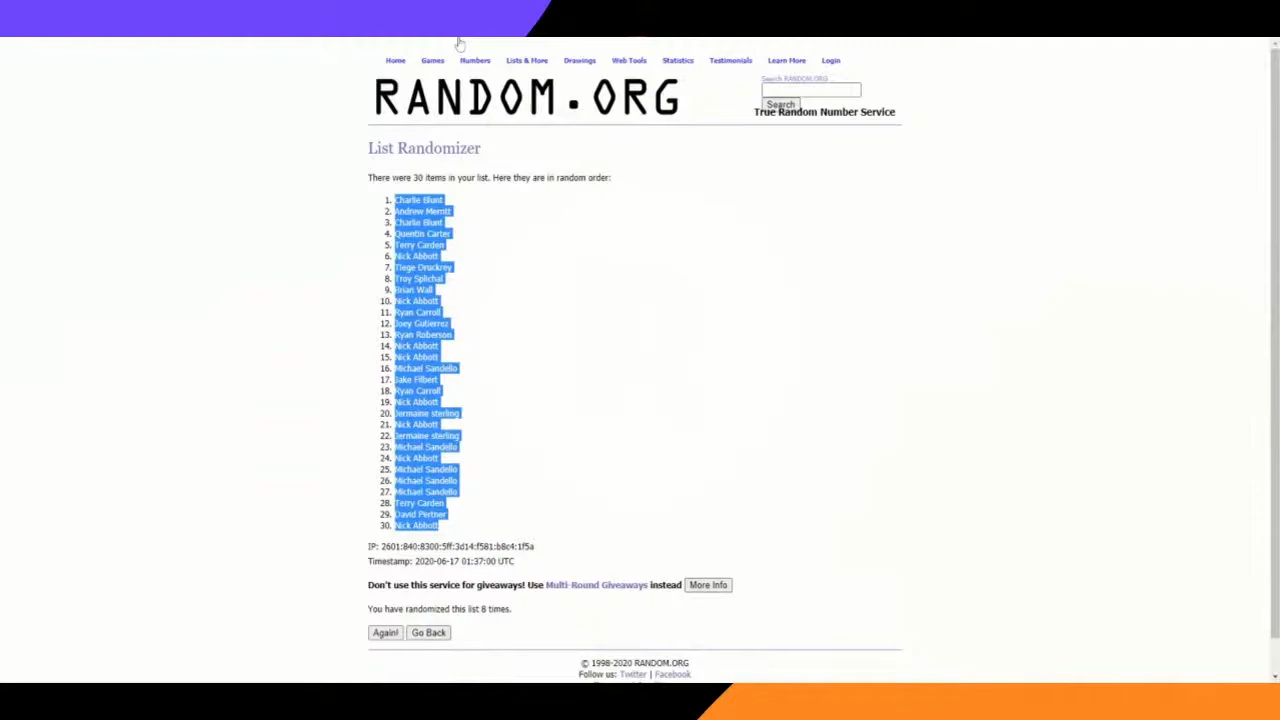 Home Games Numbers Lists & More Drawings Web Tools Statistics Testimonials Learn More Login
RANDOM.ORG
Search RANDOM.ORG
Search
True Random Number Service
List Randomizer
There were 30 items in your list. Here they are in random order:
1. Charlie Blunt
2. Andrew Merritt
3. Charlie Blunt
4. Quentin Carter
5. Terry Carden
6. Nick Abbott
7. Tiege Druckrey
8. Troy Splichal
9. Brian Wall
10. Nick Abbott
11. Ryan Carroll
12. Joey Gutierrez
13. Ryan Roberson
14. Nick Abbott
15. Nick Abbott
16. Michael Sandello
17. Jake Filbert
18. Ryan Carroll
19. Nick Abbott
20. Jermaine sterling
21. Nick Abbott
22. Jermaine sterling
23. Michael Sandello
24. Nick Abbott
25. Michael Sandello
26. Michael Sandello
27. Michael Sandello
28. Terry Carden
29. David Pertner
30. Nick Abbott
IP: 2601:840:8300:5ff:3d14:f581:b8c4:1f5a
Timestamp: 2020-06-17 01:37:00 UTC
Don't use this service for giveaways! Use Multi-Round Giveaways instead More Info
You have randomized this list 8 times.
Again! Go Back
© 1998-2020 RANDOM.ORG
Follow us: Twitter | Facebook